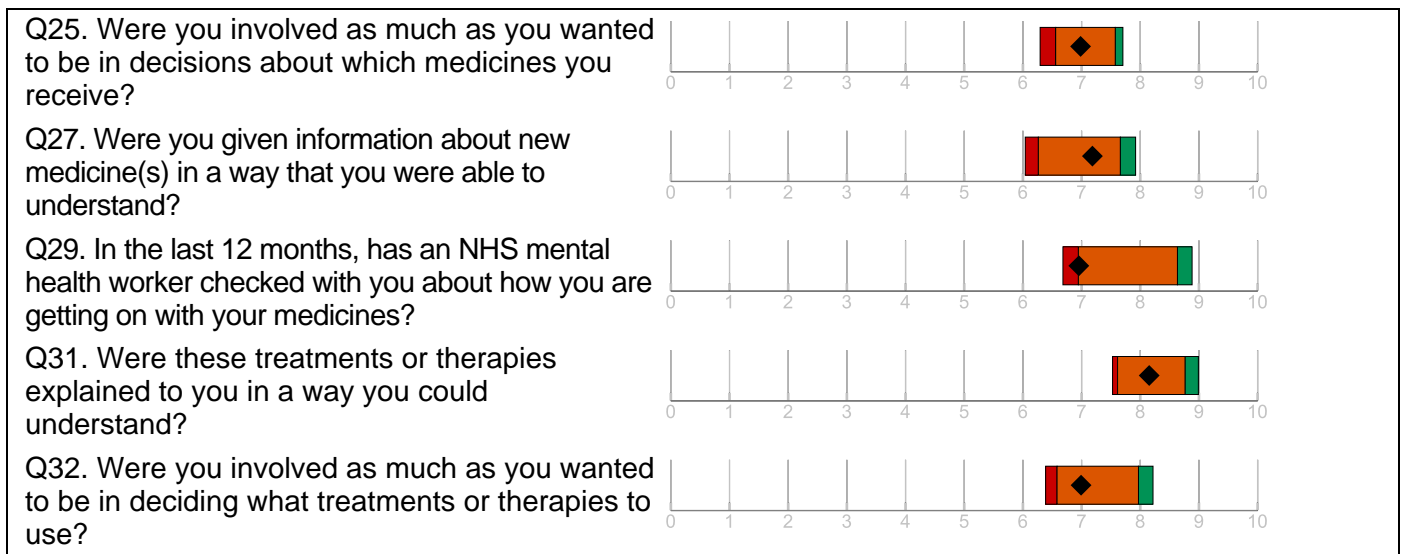 Q25. Were you involved as much as you wanted
to be in decisions about which medicines you
receive?
0 1 2 3 4 5 6 7 8 9 10
Q27. Were you given information about new
medicine(s) in a way that you were able to
understand?
0 1 2 3 4 5 6 7 8 9 10
Q29. In the last 12 months, has an NHS mental
health worker checked with you about how you are
getting on with your medicines?
0 1 2 3 4 5 6 7 8 9 10
Q31. Were these treatments or therapies
explained to you in a way you could
understand?
0 1 2 3 4 5 6 7 8 9 10
Q32. Were you involved as much as you wanted
to be in deciding what treatments or therapies to
use?
0 1 2 3 4 5 6 7 8 9 10